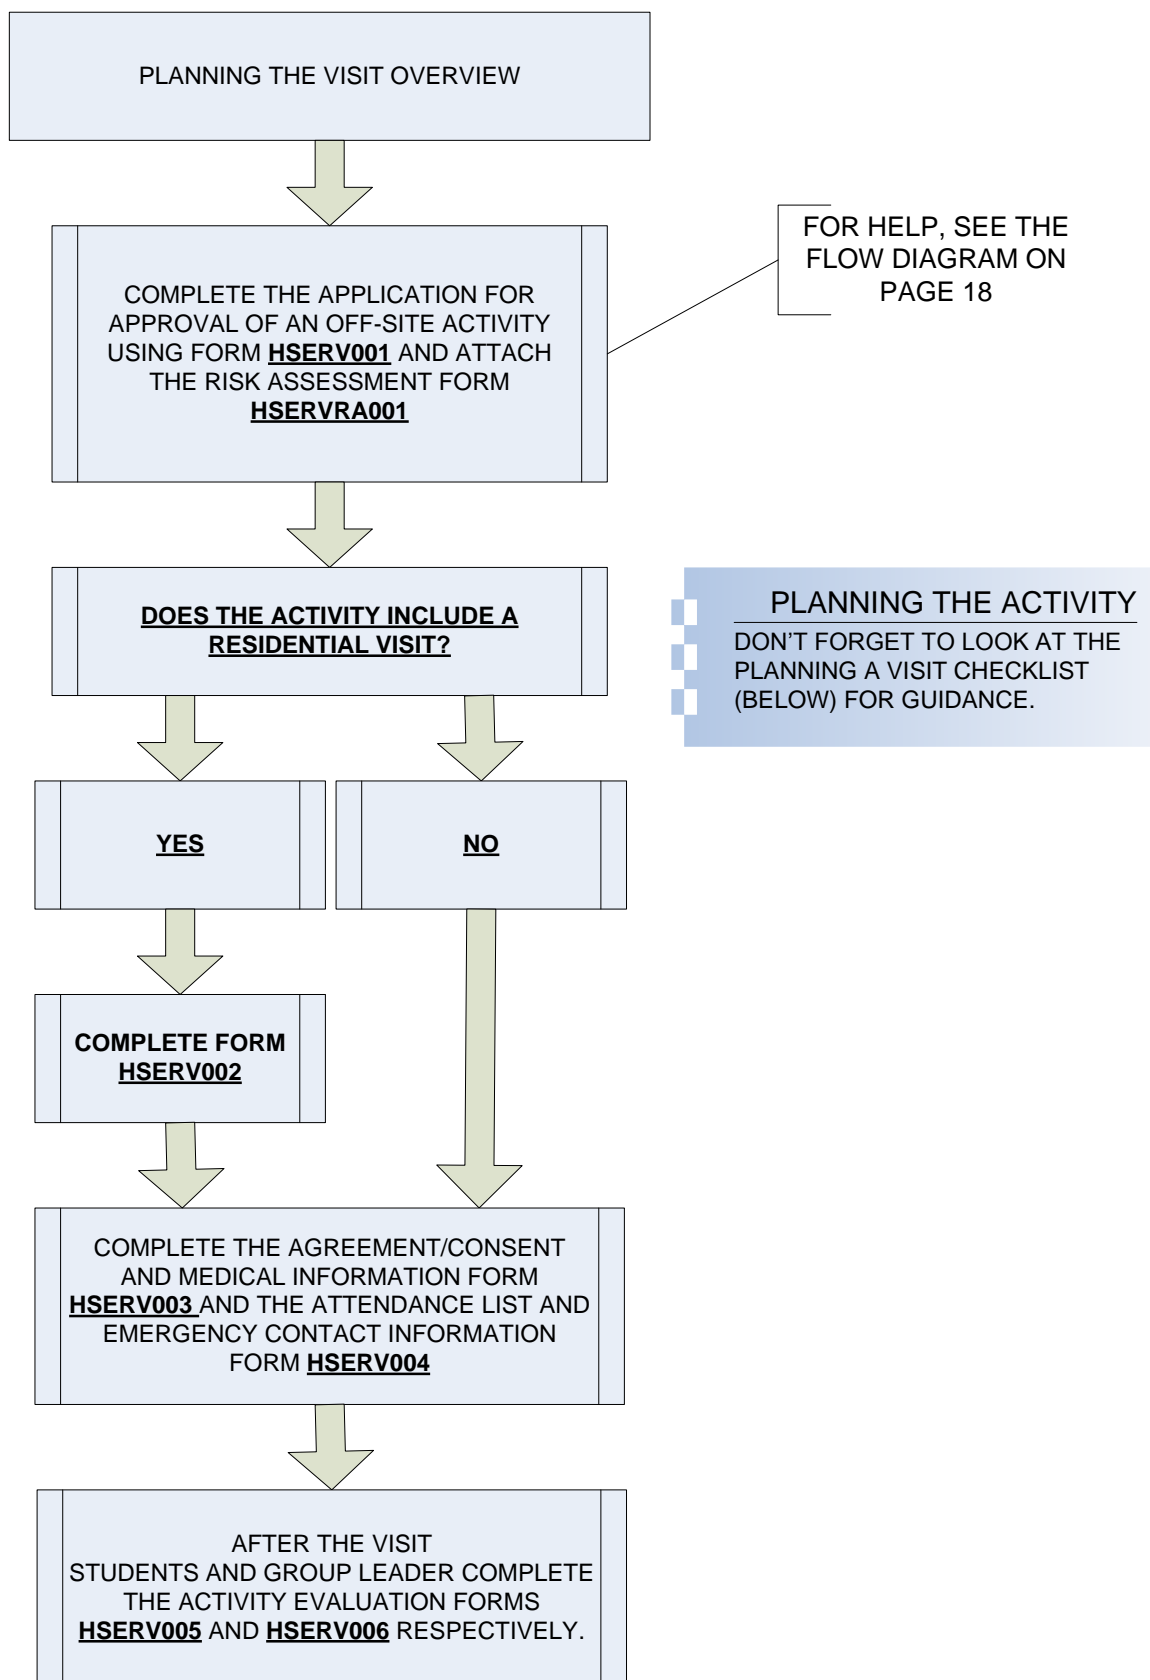 PLANNING THE VISIT OVERVIEW
COMPLETE THE APPLICATION FOR
APPROVAL OF AN OFF-SITE ACTIVITY
USING FORM HSERV001 AND ATTACH
THE RISK ASSESSMENT FORM
HSERVRA001
FOR HELP, SEE THE
FLOW DIAGRAM ON
PAGE 18
DOES THE ACTIVITY INCLUDE A
RESIDENTIAL VISIT?
PLANNING THE ACTIVITY
DON'T FORGET TO LOOK AT THE
PLANNING A VISIT CHECKLIST
(BELOW) FOR GUIDANCE.
YES
NO
COMPLETE FORM
HSERV002
COMPLETE THE AGREEMENT/CONSENT
AND MEDICAL INFORMATION FORM
HSERV003 AND THE ATTENDANCE LIST AND
EMERGENCY CONTACT INFORMATION
FORM HSERV004
AFTER THE VISIT
STUDENTS AND GROUP LEADER COMPLETE
THE ACTIVITY EVALUATION FORMS
HSERV005 AND HSERV006 RESPECTIVELY.